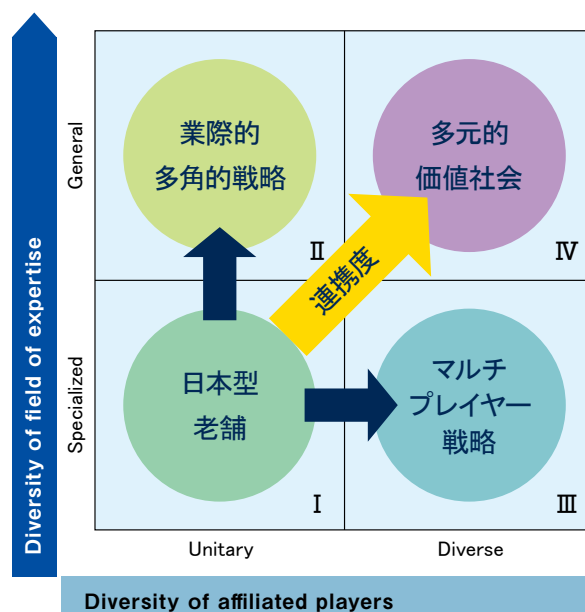 Diversity of field of expertise
General
Specialized
業際的
多角的戦略
II
多元的
価値社会
IV
連携度
日本型
老舗
I
マルチ
プレイヤー
戦略
III
Unitary
Diverse
Diversity of affiliated players